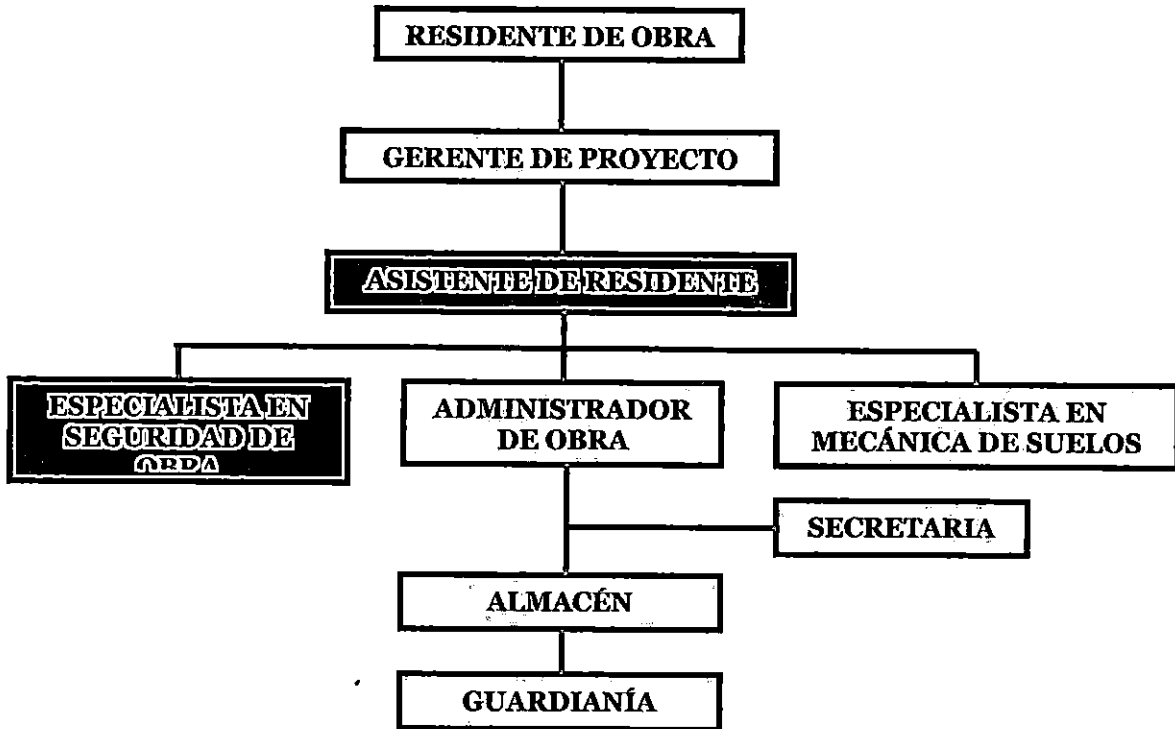 RESIDENTE DE OBRA
GERENTE DE PROYECTO
ASISTENTE DE RESIDENTE
ESPECIALISTA EN
SEGURIDAD DE
OBRA
ADMINISTRADOR
DE OBRA
ESPECIALISTA EN
MECÁNICA DE SUELOS
SECRETARIA
ALMACÉN
GUARDIANÍA